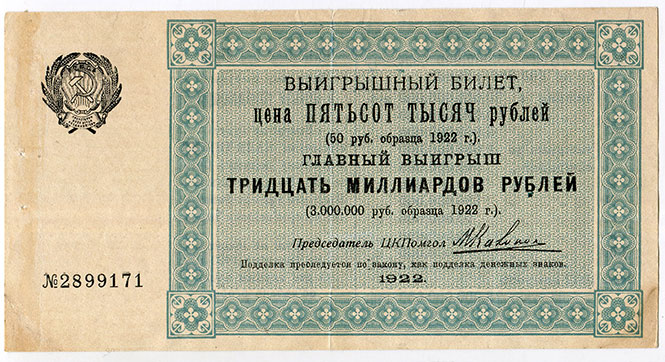 ВЫИГРЫШНЫЙ БИЛЕТ,
цена ПЯТЬСОТ ТЫСЯЧ рублей
(50 руб. образца 1922 г.).
ГЛАВНЫЙ ВЫИГРЫШ
ТРИДЦАТЬ МИЛЛИАРДОВ РУБЛЕЙ
(3.000.000 руб. образца 1922 г.).
Председатель ЦКПомгол
Подделка преследуется по закону, как подделка денежных знаков.
1922.
№2899171